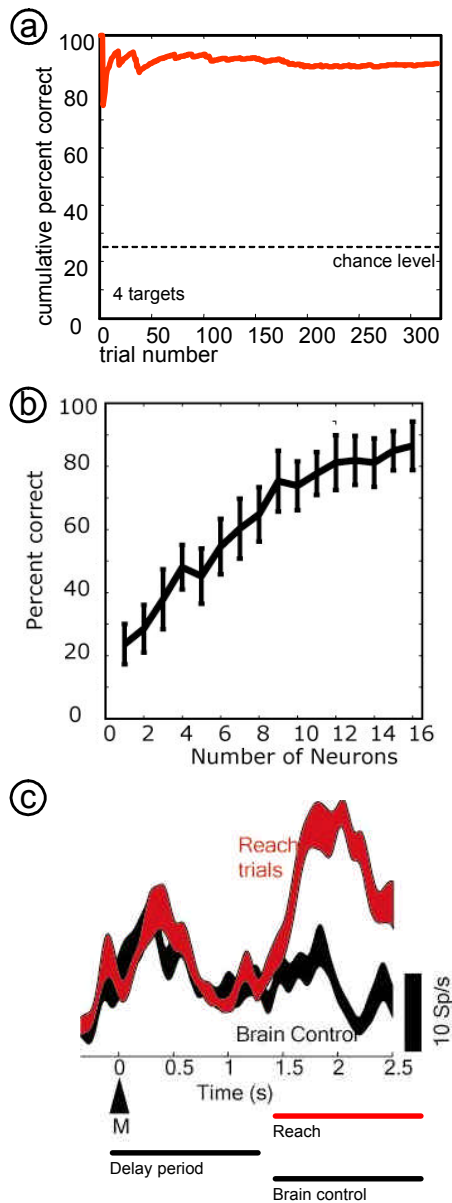 a
100
80
60
40
20
0
cumulative percent correct
chance level
4 targets
0 50 100 150 200 250 300
trial number
b
100
80
60
40
20
0
Percent correct
0 2 4 6 8 10 12 14 16
Number of Neurons
c
Reach
trials
Brain Control
10 Sp/s
0 0.5 1 1.5 2 2.5
Time (s)
M
Reach
Delay period
Brain control